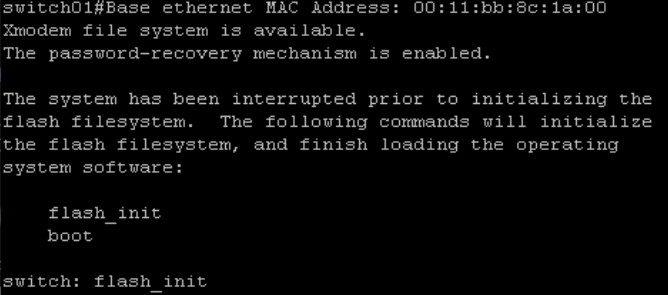 switch01#Base ethernet MAC Address: 00:11:bb:8c:1a:00
Xmodem file system is available.
The password-recovery mechanism is enabled.
The system has been interrupted prior to initializing the
flash filesystem.  The following commands will initialize
the flash filesystem, and finish loading the operating
system software:
flash_init
boot
switch: flash_init